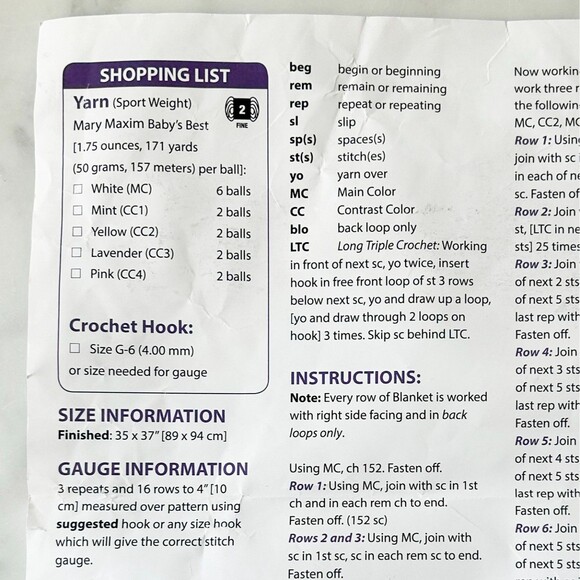 SHOPPING LIST
Yarn (Sport Weight)
2
FINE
Mary Maxim Baby's Best
[1.75 ounces, 171 yards
(50 grams, 157 meters) per ball]:
White (MC) 6 balls
Mint (CC1) 2 balls
Yellow (CC2) 2 balls
Lavender (CC3) 2 balls
Pink (CC4) 2 balls
Crochet Hook:
Size G-6 (4.00 mm)
or size needed for gauge
SIZE INFORMATION
Finished: 35 x 37" [89 x 94 cm]
GAUGE INFORMATION
3 repeats and 16 rows to 4" [10
cm] measured over pattern using
suggested hook or any size hook
which will give the correct stitch
gauge.
beg begin or beginning
rem remain or remaining
rep repeat or repeating
sl slip
sp(s) spaces(s)
st(s) stitch(es)
yo yarn over
MC Main Color
CC Contrast Color
blo back loop only
LTC Long Triple Crochet: Working
in front of next sc, yo twice, insert
hook in free front loop of st 3 rows
below next sc, yo and draw up a loop,
[yo and draw through 2 loops on
hook] 3 times. Skip sc behind LTC.
INSTRUCTIONS:
Note: Every row of Blanket is worked
with right side facing and in back
loops only.
Using MC, ch 152. Fasten off.
Row 1: Using MC, join with sc in 1st
ch and in each rem ch to end.
Fasten off. (152 sc)
Rows 2 and 3: Using MC, join with
sc in 1st sc, sc in each rem sc to end.
Fasten off.
Now workin
work three r
the following
MC, CC2, MC
Row 1: Using
join with sc i
in each of ne
sc. Fasten of
Row 2: Join
st, [LTC in ne
sts] 25 times
Row 3: Join
of next 2 sts
of next 5 sts
last rep with
Fasten off.
Row 4: Join
of next 3 sts
of next 5 sts
last rep with
Fasten off.
Row 5: Join
of next 4 sts
of next 5 sts
last rep with
Fasten off.
Row 6: Join
of next 5 sts